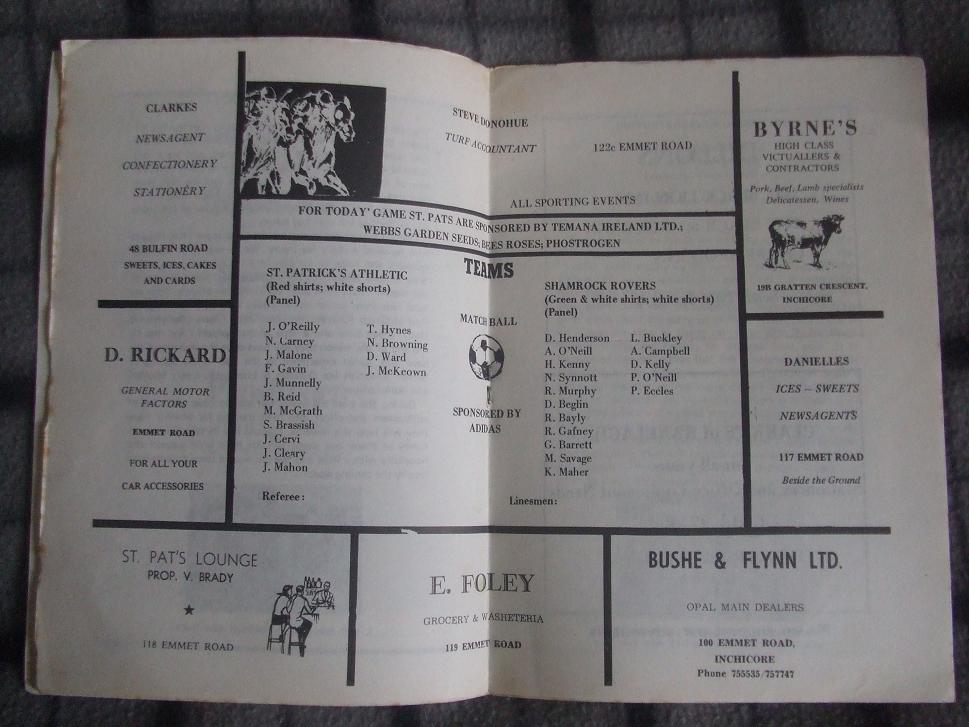 CLARKES
NEWSAGENT
CONFECTIONERY
STATIONERY
48 BULFIN ROAD
SWEETS, ICES, CAKES
AND CARDS
STEVE DONOHUE
TURF ACCOUNTANT
122c EMMET ROAD
ALL SPORTING EVENTS
BYRNE'S
HIGH CLASS
VICTUALLERS &
CONTRACTORS
Pork, Beef, Lamb specialists
Delicatessen, Wines
19B GRATTEN CRESCENT,
INCHICORE
FOR TODAY' GAME ST. PATS ARE SPONSORED BY TEMANA IRELAND LTD.;
WEBBS GARDEN SEEDS; BEES ROSES; PHOSTROGEN
D. RICKARD
GENERAL MOTOR
FACTORS
EMMET ROAD
FOR ALL YOUR
CAR ACCESSORIES
TEAMS
ST. PATRICK'S ATHLETIC
(Red shirts; white shorts)
(Panel)
J. O'Reilly
N. Carney
J. Malone
F. Gavin
J. Munnelly
B. Reid
M. McGrath
S. Brassish
J. Cervi
J. Cleary
J. Mahon
T. Hynes
N. Browning
D. Ward
J. McKeown
Referee :
MATCH BALL
SPONSORED BY
ADIDAS
SHAMROCK ROVERS
(Green & white shirts; white shorts)
(Panel)
D. Henderson
A. O'Neill
H. Kenny
N. Synnott
R. Murphy
D. Beglin
R. Bayly
R. Gafney
G. Barrett
M. Savage
K. Maher
L. Buckley
A. Campbell
D. Kelly
P. O'Neill
P. Eccles
Linesmen:
DANIELLES
ICES – SWEETS
NEWSAGENTS
117 EMMET ROAD
Beside the Ground
ST. PAT'S LOUNGE
PROP. V. BRADY
118 EMMET ROAD
E. FOLEY
GROCERY & WASHETERIA
119 EMMET ROAD
BUSHE & FLYNN LTD.
OPAL MAIN DEALERS
100 EMMET ROAD,
INCHICORE
Phone 755535/757747